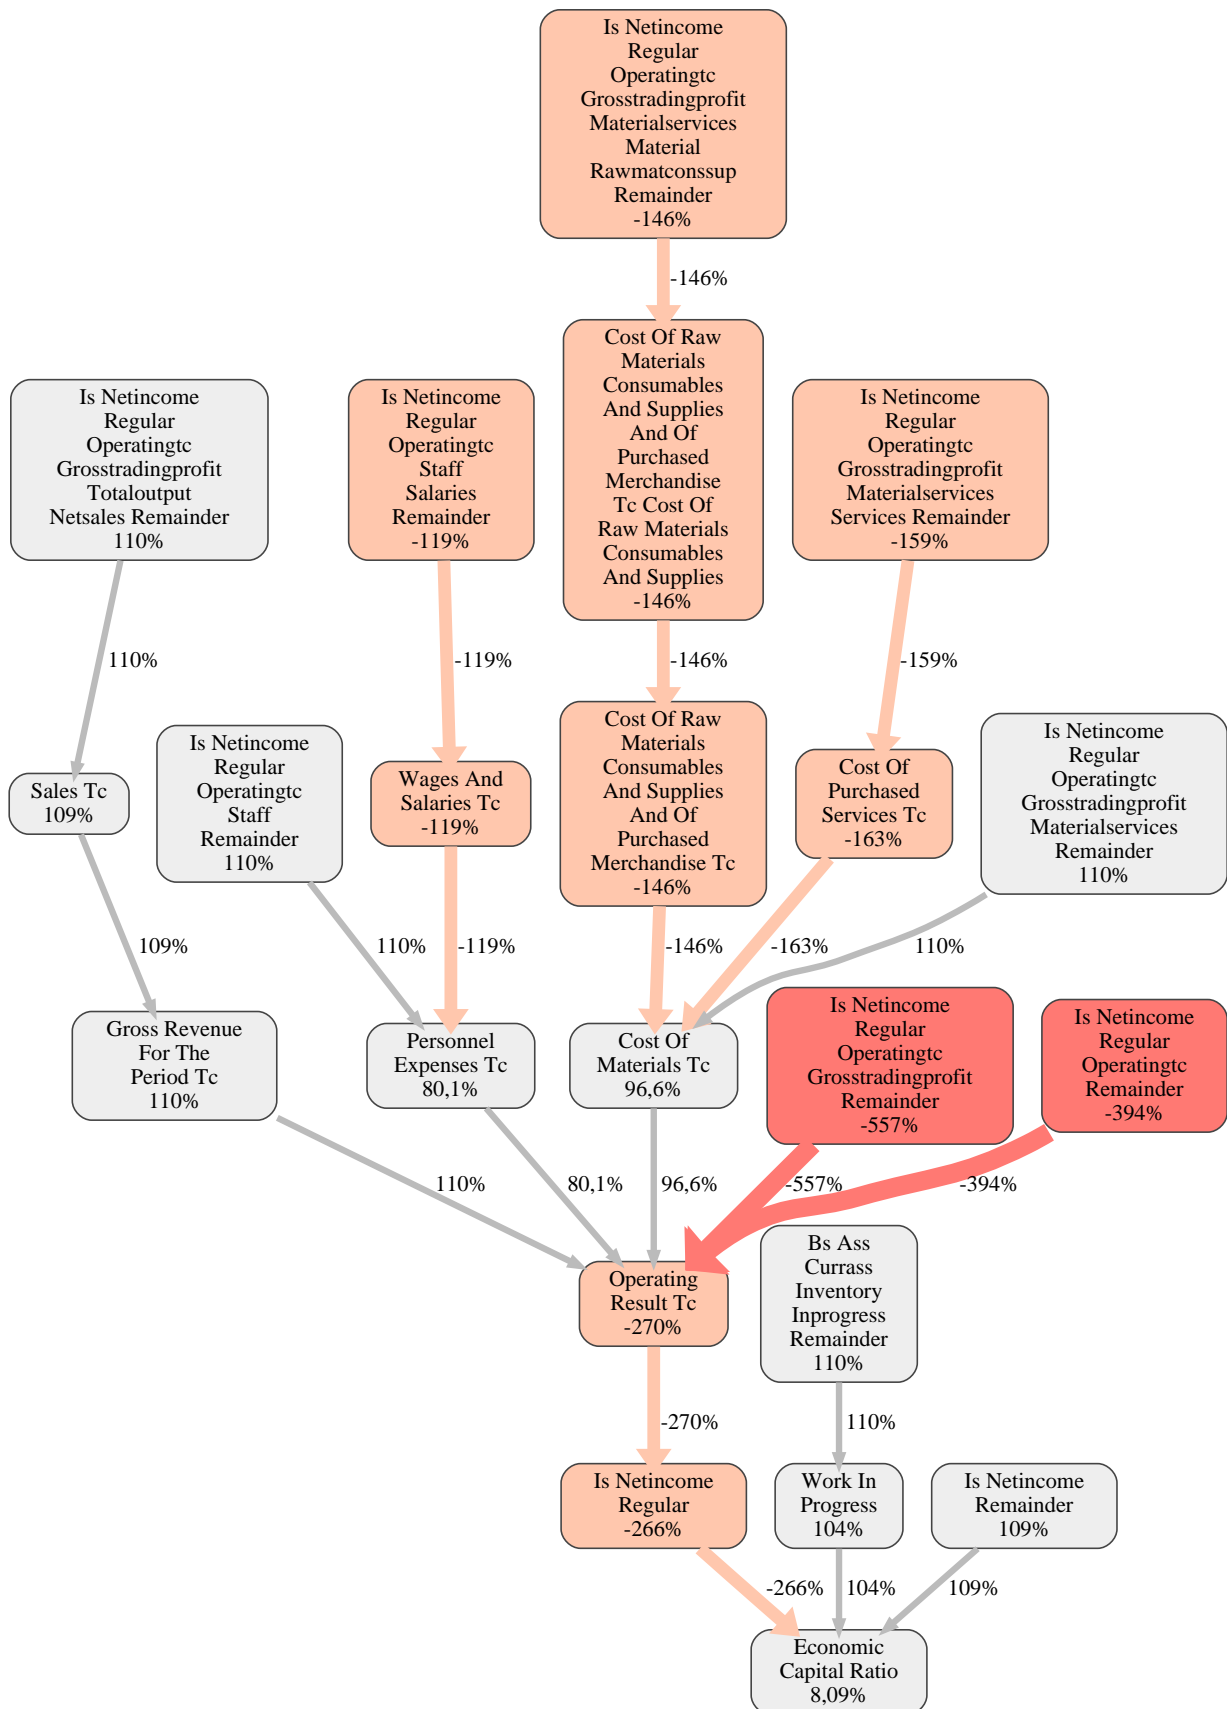 Is Netincome
Regular
Operatingtc
Grosstradingprofit
Materialservices
Material
Rawmatconssup
Remainder
-146%
-146%
Cost Of Raw
Materials
Consumables
And Supplies
And Of
Purchased
Merchandise
Tc Cost Of
Raw Materials
Consumables
And Supplies
-146%
Is Netincome
Regular
Operatingtc
Grosstradingprofit
Totaloutput
Netsales Remainder
110%
Is Netincome
Regular
Operatingtc
Staff
Salaries
Remainder
-119%
Is Netincome
Regular
Operatingtc
Grosstradingprofit
Materialservices
Services Remainder
-159%
110%
-119%
-146%
-159%
Sales Tc
109%
Is Netincome
Regular
Operatingtc
Staff
Remainder
110%
Wages And
Salaries Tc
-119%
Cost Of Raw
Materials
Consumables
And Supplies
And Of
Purchased
Merchandise Tc
-146%
Cost Of
Purchased
Services Tc
-163%
Is Netincome
Regular
Operatingtc
Grosstradingprofit
Materialservices
Remainder
110%
109%
110%
-119%
-146%
-163%
110%
Gross Revenue
For The
Period Tc
110%
Personnel
Expenses Tc
80,1%
Cost Of
Materials Tc
96,6%
Is Netincome
Regular
Operatingtc
Grosstradingprofit
Remainder
-557%
Is Netincome
Regular
Operatingtc
Remainder
-394%
110%
80,1%
96,6%
-557%
-394%
Operating
Result Tc
-270%
Bs Ass
Currass
Inventory
Inprogress
Remainder
110%
-270%
110%
Is Netincome
Regular
-266%
Work In
Progress
104%
Is Netincome
Remainder
109%
-266%
104%
109%
Economic
Capital Ratio
8,09%